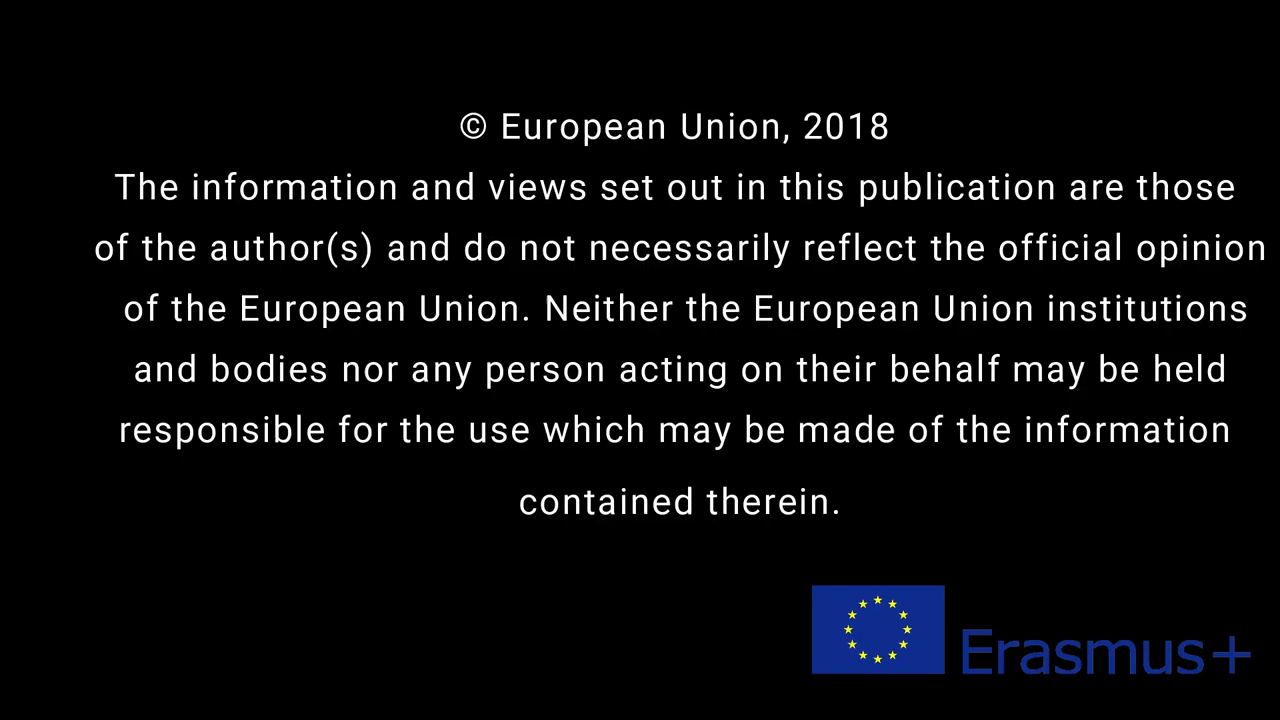 © European Union, 2018
The information and views set out in this publication are those
of the author(s) and do not necessarily reflect the official opinion
of the European Union. Neither the European Union institutions
and bodies nor any person acting on their behalf may be held
responsible for the use which may be made of the information
contained therein.
Erasmus+